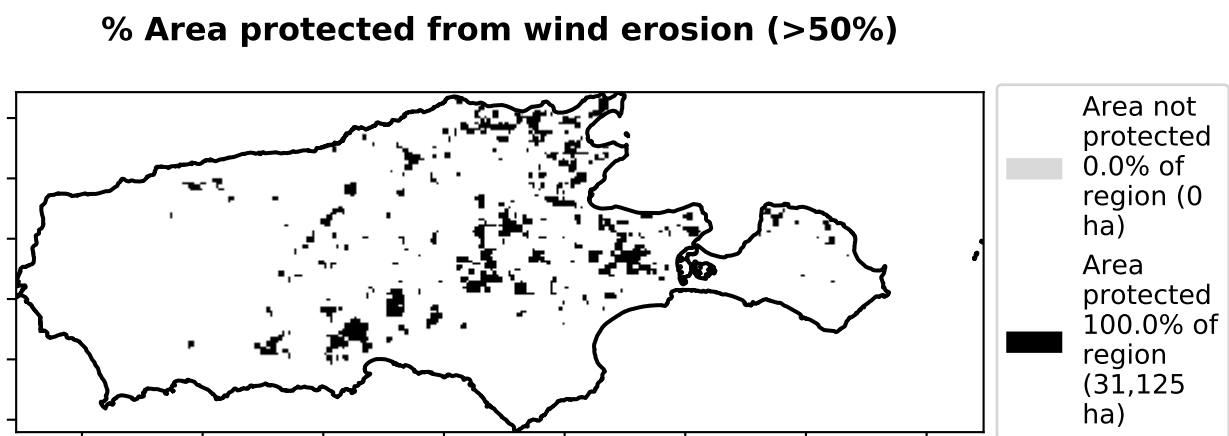 % Area protected from wind erosion (>50%)
Area not
protected
0.0% of
region (0
ha)
Area
protected
100.0% of
region
(31,125
ha)